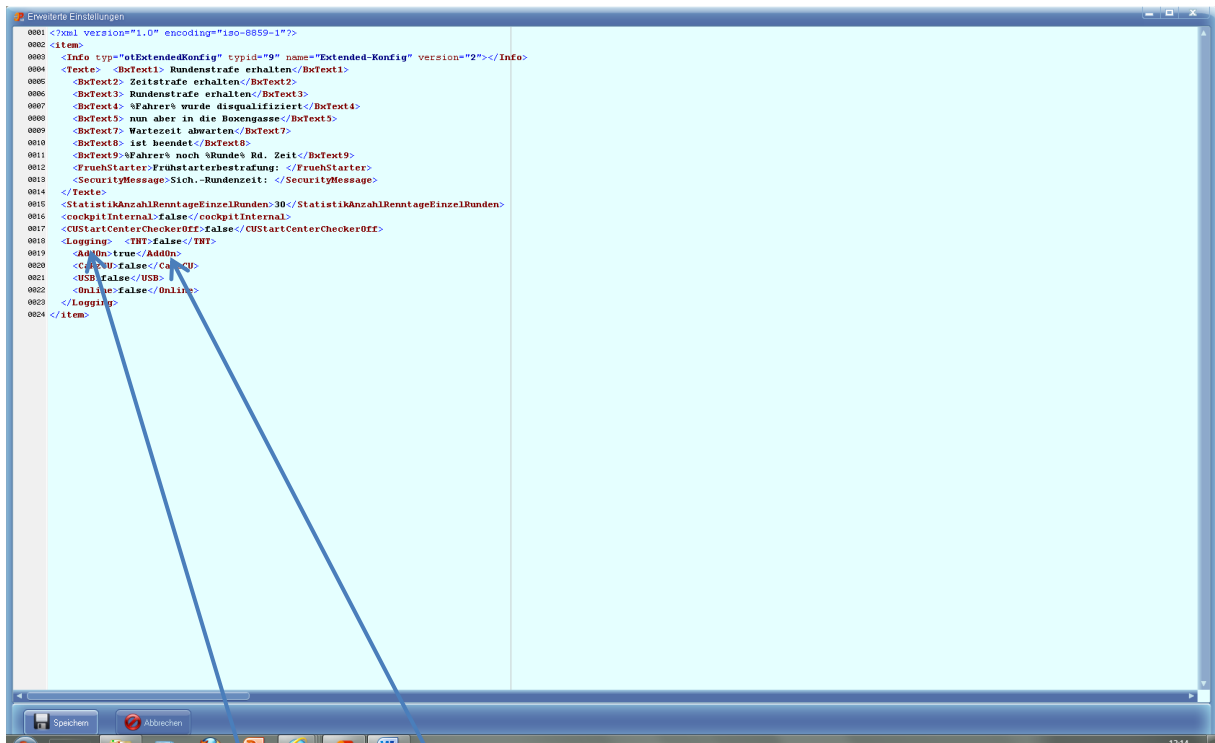 Erweiterte Einstellungen
0001 <?xml version="1.0" encoding="iso-8859-1"?>
0002 <item>
0003 <Info typ="otExtendedKonfig" typid="9" name="Extended-Konfig" version="2"></Info>
0004 <Texte> <BxText1> Rundenstrafe erhalten</BxText1>
0005 <BxText2> Zeitstrafe erhalten</BxText2>
0006 <BxText3> Rundenstrafe erhalten</BxText3>
0007 <BxText4> %Fahrer% wurde disqualifiziert</BxText4>
0008 <BxText5> nun aber in die Boxengasse</BxText5>
0009 <BxText7> Wartezeit abwarten</BxText7>
0010 <BxText8> ist beendet</BxText8>
0011 <BxText9>%Fahrer% noch %Runde% Rd. Zeit</BxText9>
0012 <FruehStarter>Frühstarterbestrafung: </FruehStarter>
0013 <SecurityMessage>Sich.-Rundenzeit: </SecurityMessage>
0014 </Texte>
0015 <StatistikAnzahlRenntageEinzelRunden>30</StatistikAnzahlRenntageEinzelRunden>
0016 <cockpitInternal>false</cockpitInternal>
0017 <CUStartCenterCheckerOff>false</CUStartCenterCheckerOff>
0018 <Logging> <TNT>false</TNT>
0019 <AddOn>true</AddOn>
0020 false
0021 <USB>false</USB>
0022 <Online>false</Online>
0023 </Logging>
0024 </item>
Speichern Abbrechen